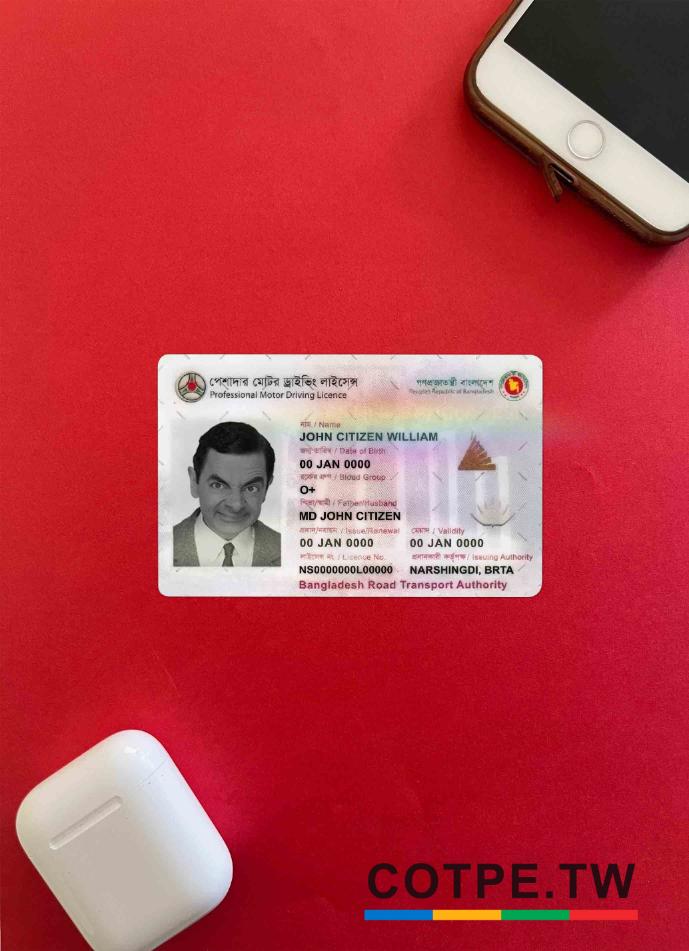 পেশাদার মোটর ড্রাইভিং লাইসেন্স
Professional Motor Driving Licence
গণপ্রজাতন্ত্রী বাংলাদেশ
People's Republic of Bangladesh
নাম / Name
JOHN CITIZEN WILLIAM
জন্ম তারিখ / Date of Birth
00 JAN 0000
রক্তের গ্রুপ / Blood Group
O+
পিতা/স্বামী / Father/Husband
MD JOHN CITIZEN
প্রদান/নবায়ন / Issue/Renewal
00 JAN 0000
মেয়াদ / Validity
00 JAN 0000
লাইসেন্স নং / Licence No.
NS0000000L00000
প্রদানকারী কর্তৃপক্ষ / Issuing Authority
NARSHINGDI, BRTA
Bangladesh Road Transport Authority
COTPE.TW